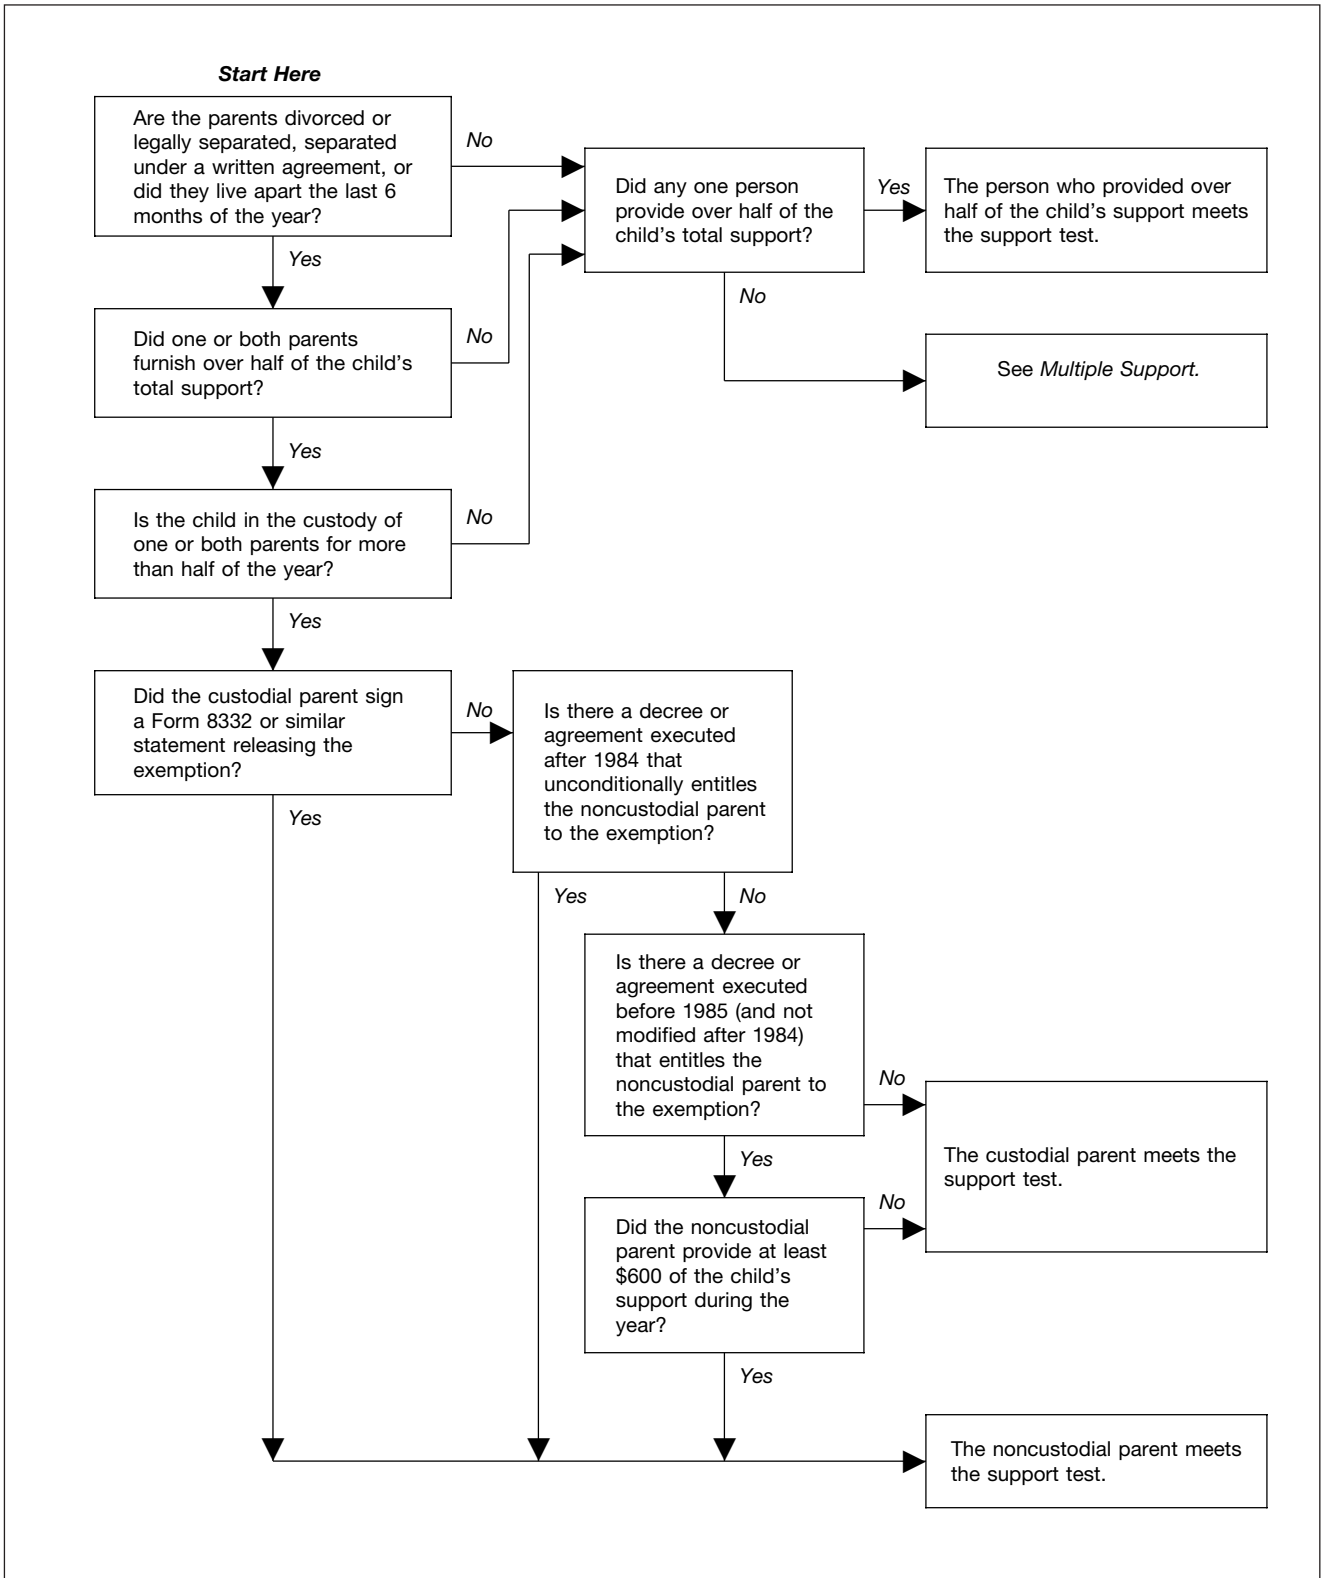 Start Here
Are the parents divorced or
legally separated, separated
under a written agreement, or
did they live apart the last 6
months of the year?
No
Yes
Did any one person
provide over half of the
child's total support?
Yes
No
The person who provided over
half of the child's support meets
the support test.
See Multiple Support.
Did one or both parents
furnish over half of the child's
total support?
No
Yes
Is the child in the custody of
one or both parents for more
than half of the year?
No
Yes
Did the custodial parent sign
a Form 8332 or similar
statement releasing the
exemption?
No
Yes
Is there a decree or
agreement executed
after 1984 that
unconditionally entitles
the noncustodial parent
to the exemption?
Yes
No
Is there a decree or
agreement executed
before 1985 (and not
modified after 1984)
that entitles the
noncustodial parent to
the exemption?
No
Yes
The custodial parent meets the
support test.
Did the noncustodial
parent provide at least
$600 of the child's
support during the
year?
No
Yes
The noncustodial parent meets
the support test.